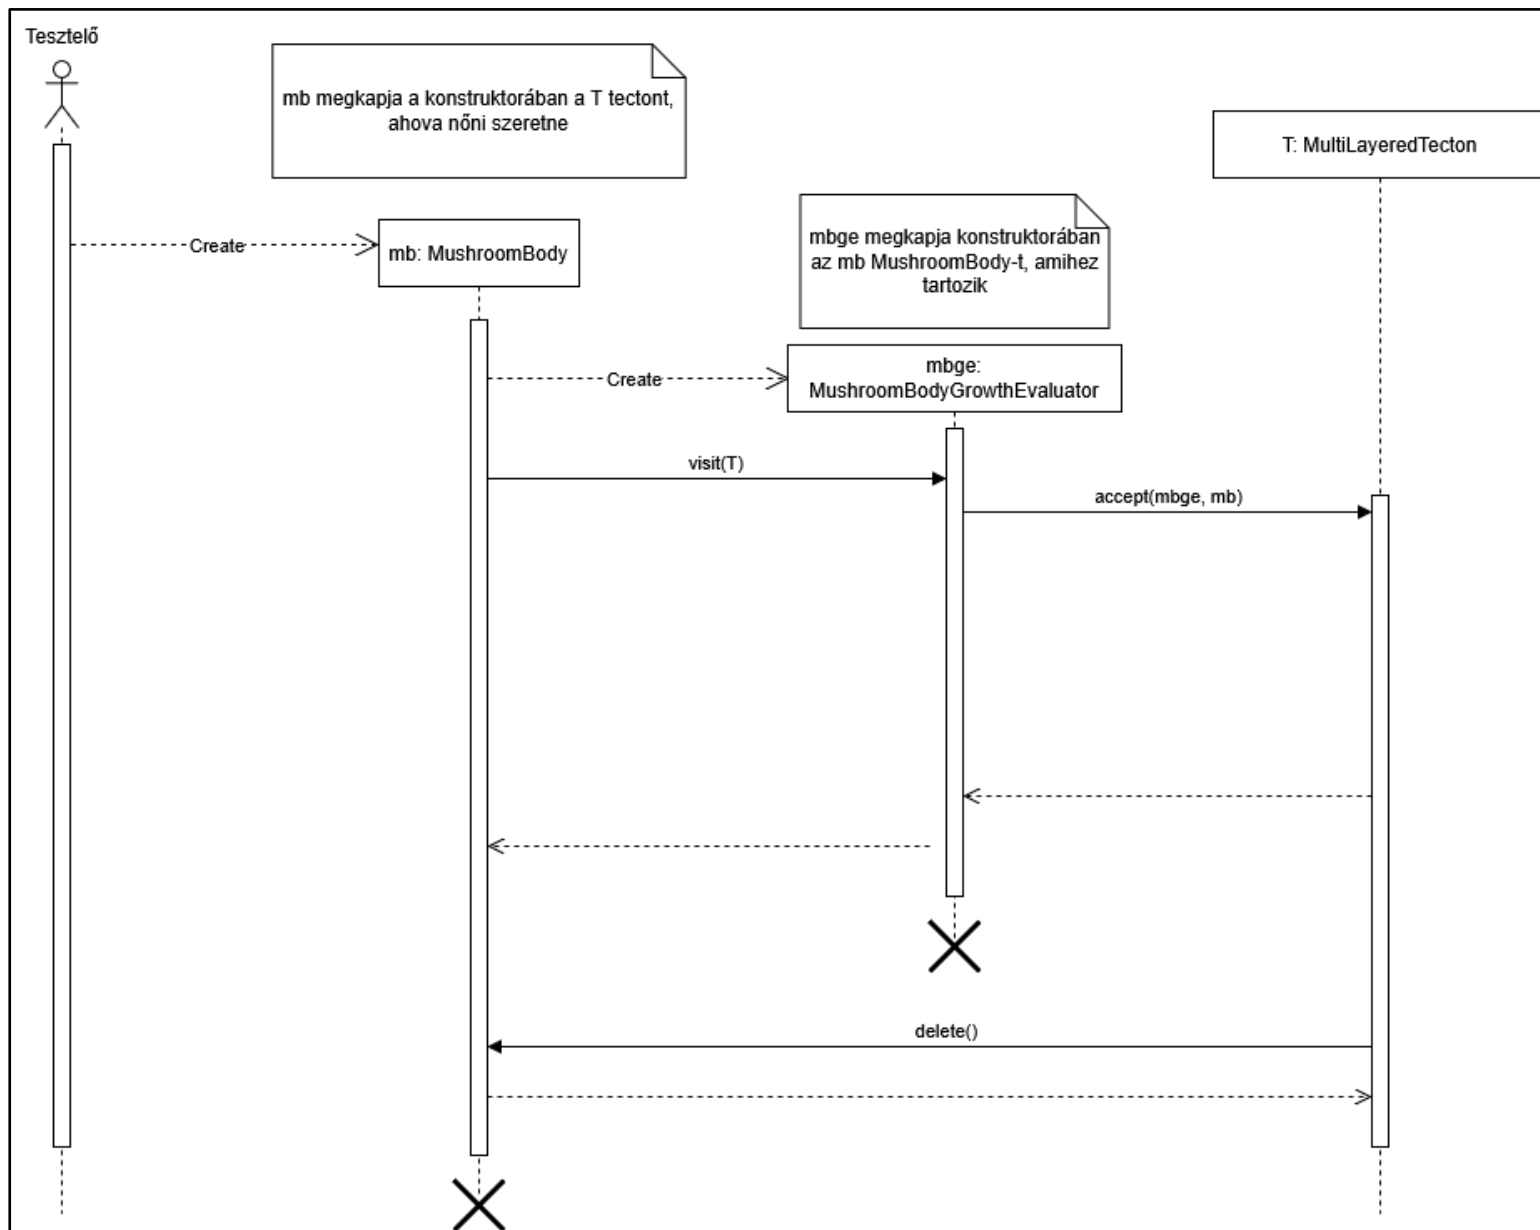 Tesztelő
mb megkapja a konstruktorában a T tectont,
ahova nőni szeretne
T: MultiLayeredTecton
mbge megkapja konstruktorában
az mb MushroomBody-t, amihez
tartozik
Create
mb: MushroomBody
mbge:
MushroomBodyGrowthEvaluator
Create
visit(T)
accept(mbge, mb)
delete()